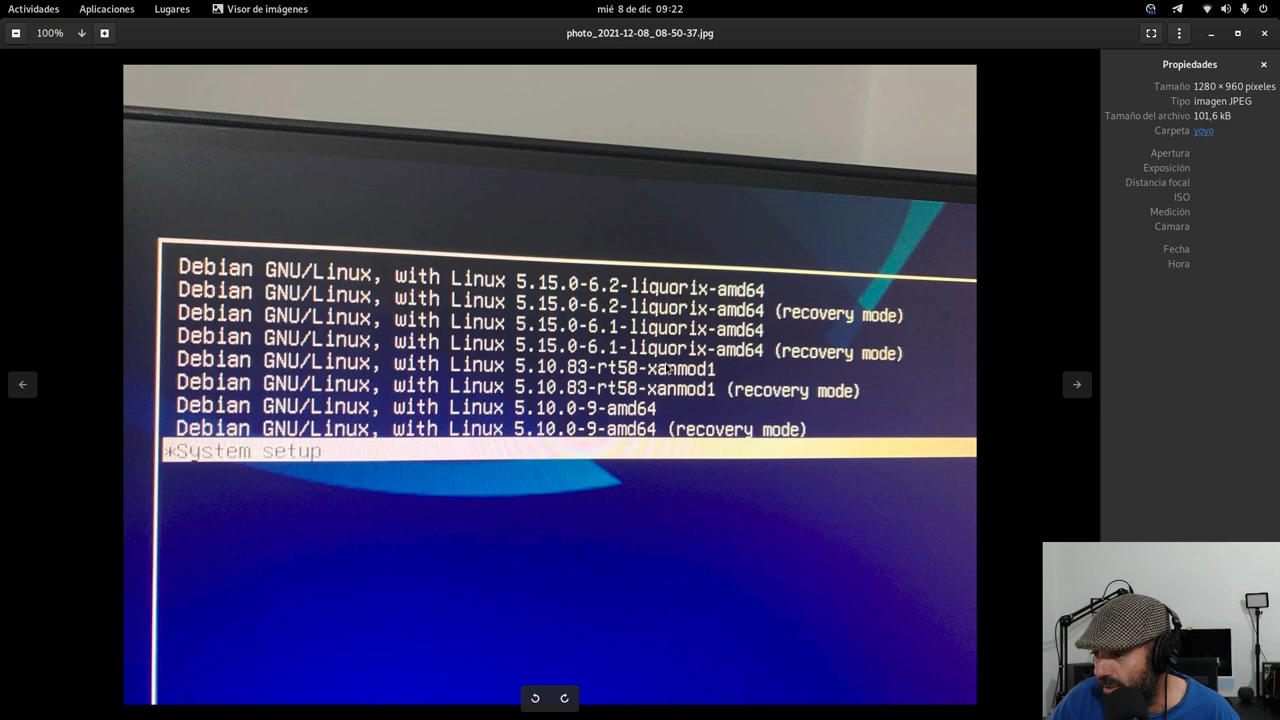 Actividades Aplicaciones Lugares Visor de imágenes mié 8 de dic 09:22
100% photo_2021-12-08_08-50-37.jpg
Propiedades
Tamaño 1280 × 960 píxeles
Tipo imagen JPEG
Tamaño del archivo 101,6 kB
Carpeta yoyo
Apertura
Exposición
Distancia focal
ISO
Medición
Cámara
Fecha
Hora
Debian GNU/Linux, with Linux 5.15.0-6.2-liquorix-amd64
Debian GNU/Linux, with Linux 5.15.0-6.2-liquorix-amd64 (recovery mode)
Debian GNU/Linux, with Linux 5.15.0-6.1-liquorix-amd64
Debian GNU/Linux, with Linux 5.15.0-6.1-liquorix-amd64 (recovery mode)
Debian GNU/Linux, with Linux 5.10.83-rt58-xanmod1
Debian GNU/Linux, with Linux 5.10.83-rt58-xanmod1 (recovery mode)
Debian GNU/Linux, with Linux 5.10.0-9-amd64
Debian GNU/Linux, with Linux 5.10.0-9-amd64 (recovery mode)
*System setup